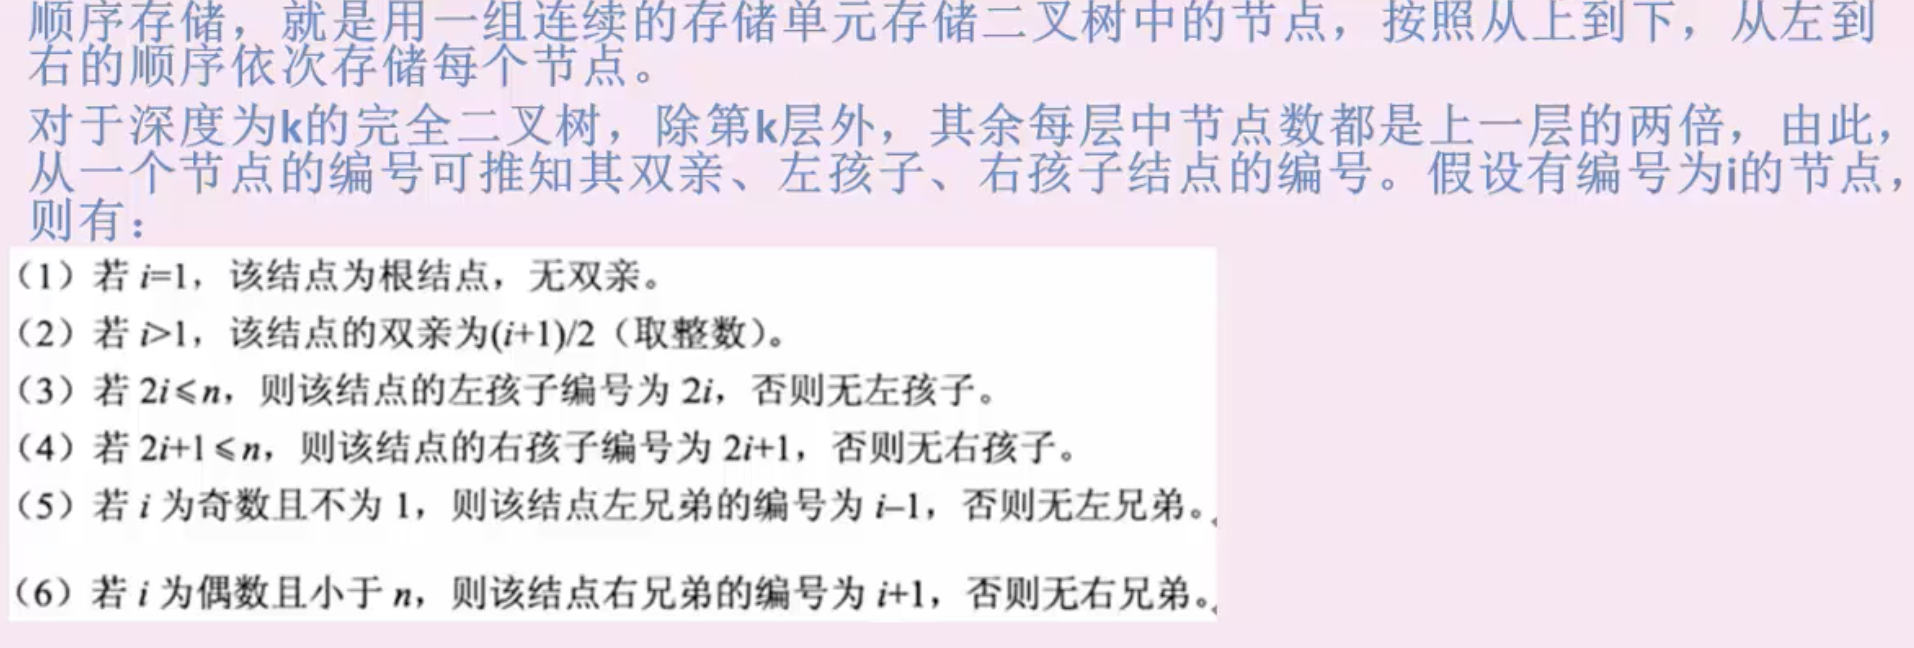 顺序存储，就是用一组连续的存储单元存储二叉树中的节点，按照从上到下，从左到
右的顺序依次存储每个节点。
对于深度为k的完全二叉树，除第k层外，其余每层中节点数都是上一层的两倍，由此，
从一个节点的编号可推知其双亲、左孩子、右孩子结点的编号。假设有编号为i的节点，
则有：
（1）若 i=1，该结点为根结点，无双亲。
（2）若 i>1，该结点的双亲为(i+1)/2（取整数）。
（3）若 2i≤n，则该结点的左孩子编号为 2i，否则无左孩子。
（4）若 2i+1≤n，则该结点的右孩子编号为 2i+1，否则无右孩子。
（5）若 i 为奇数且不为 1，则该结点左兄弟的编号为 i–1，否则无左兄弟。
（6）若 i 为偶数且小于 n，则该结点右兄弟的编号为 i+1，否则无右兄弟。